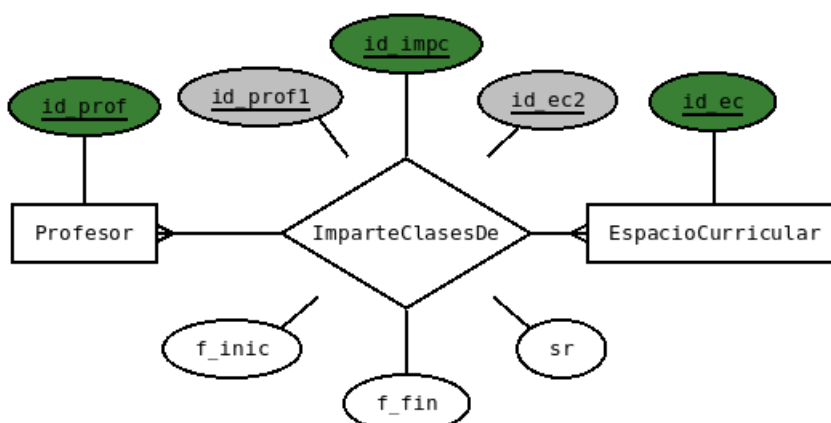 id_impc
id_prof1
id_ec2
id_prof
id_ec
Profesor
ImparteClasesDe
EspacioCurricular
f_inic
sr
f_fin